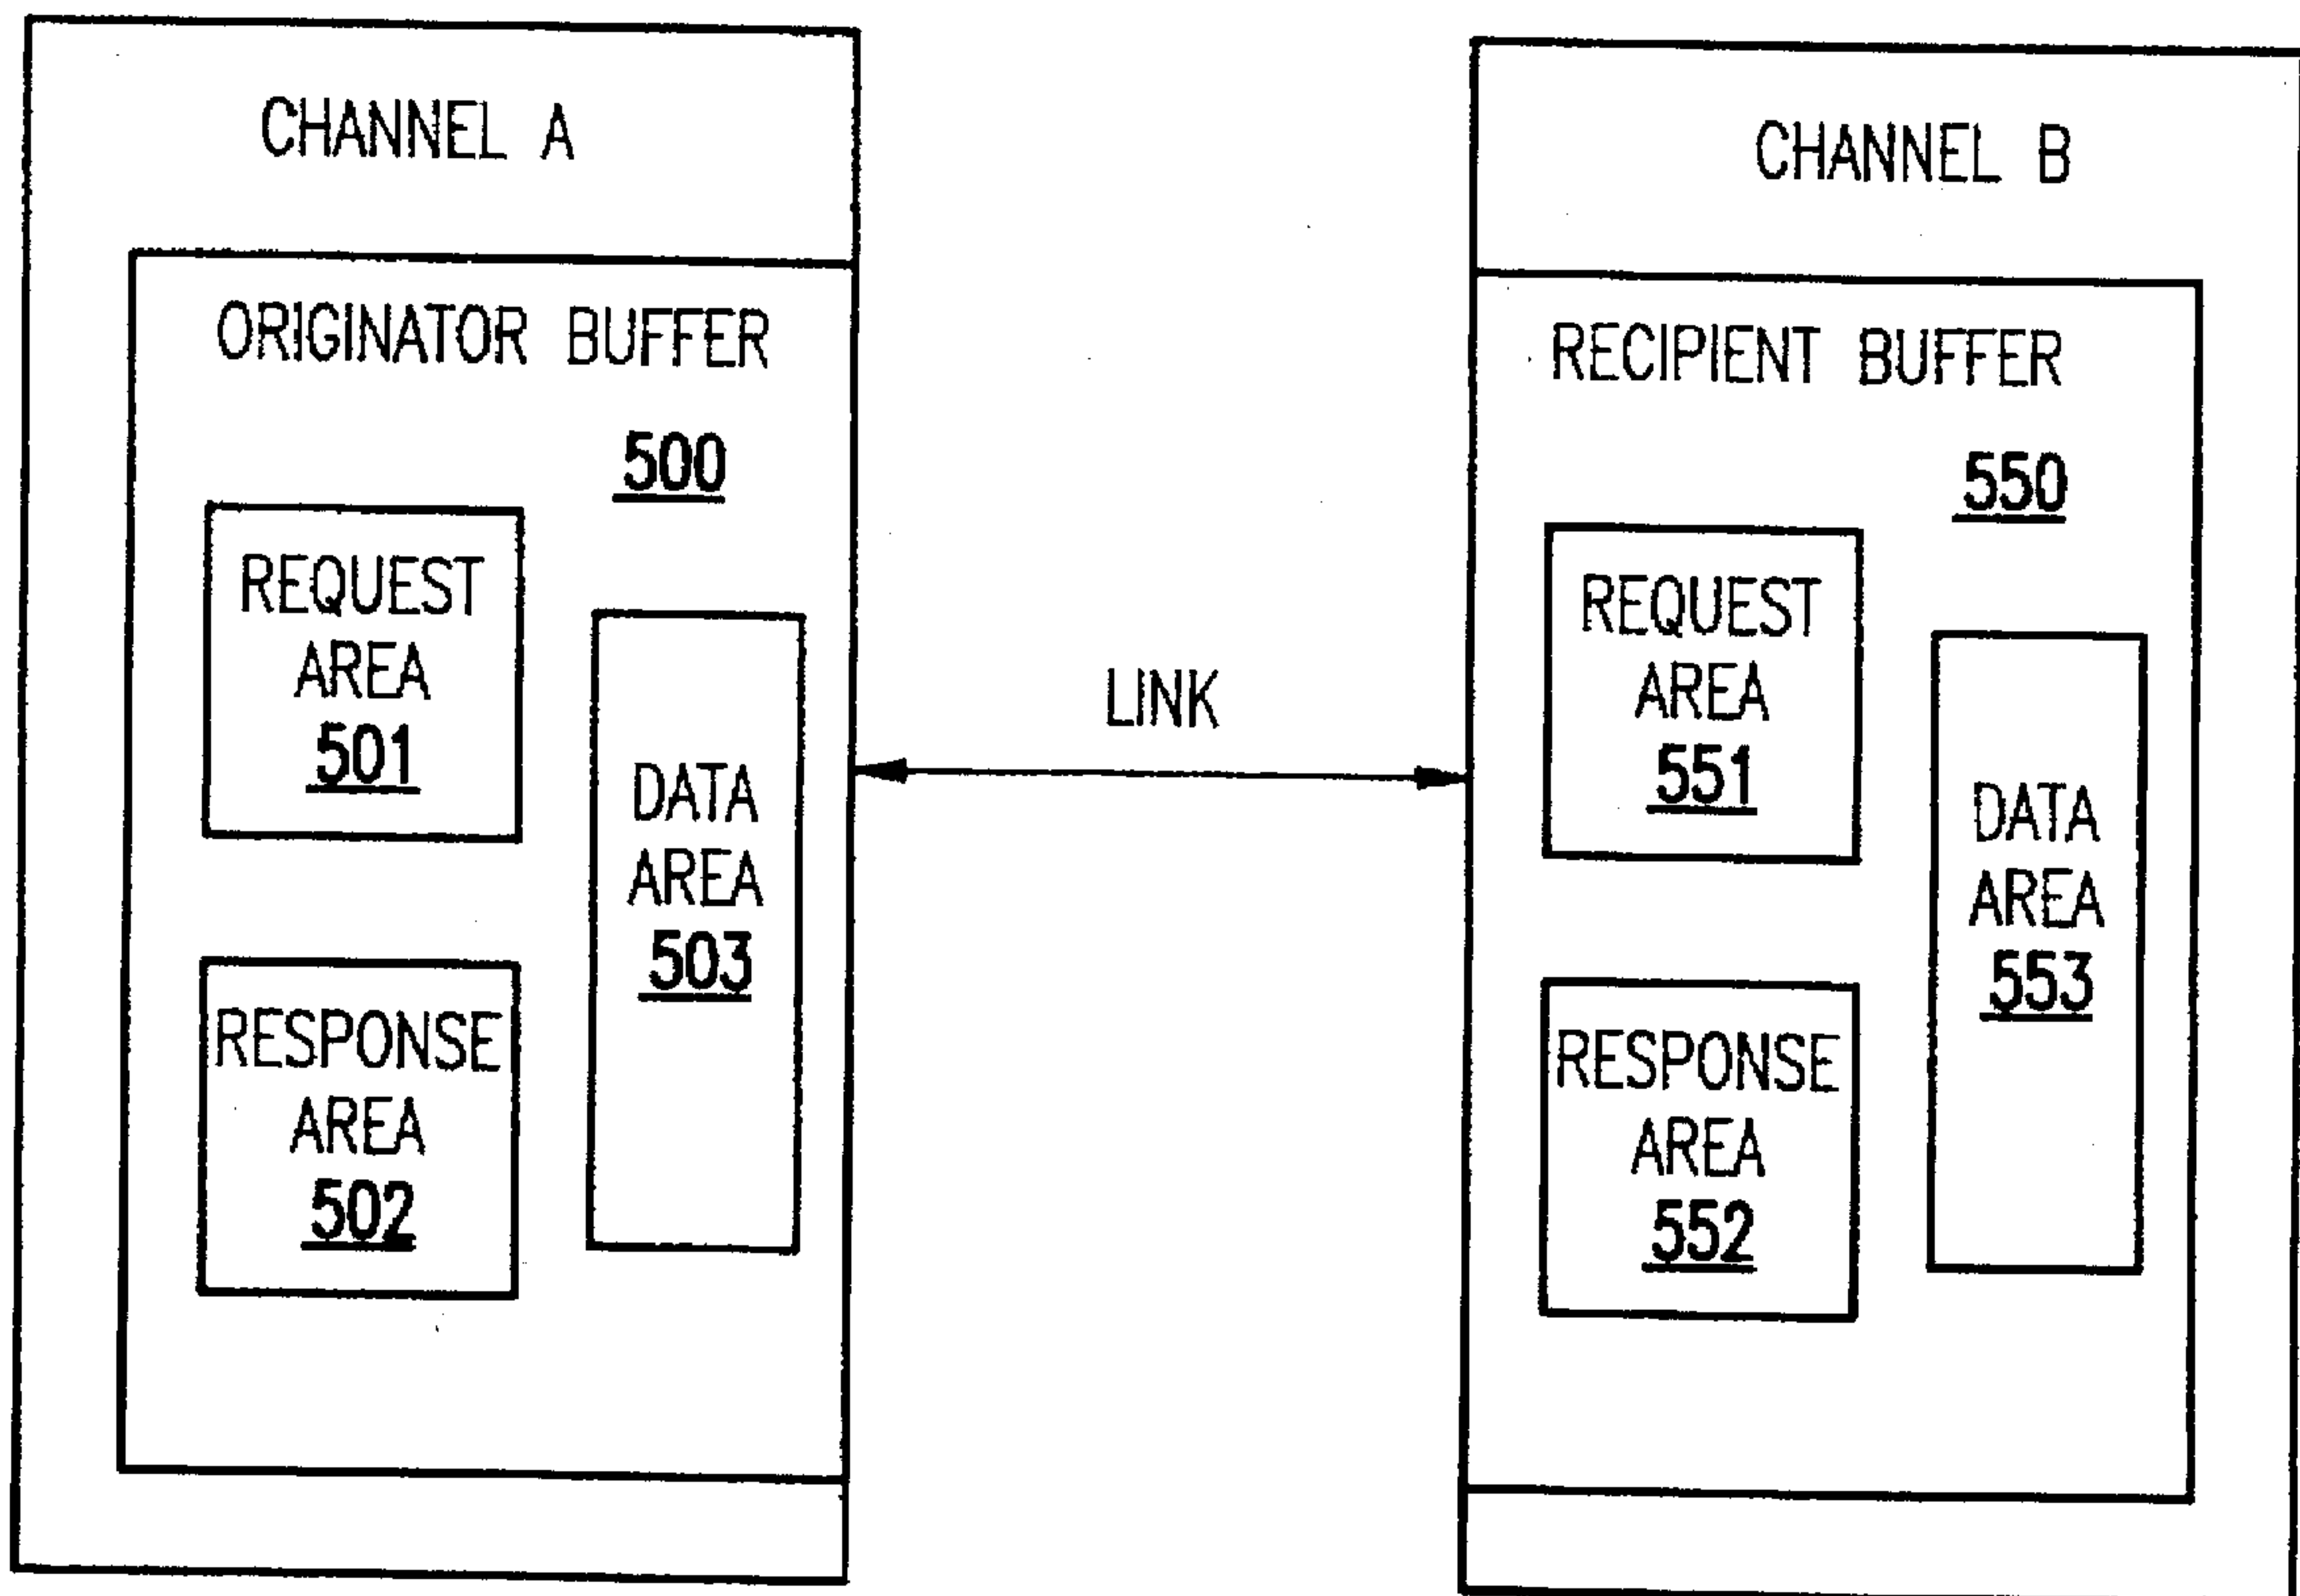 CHANNEL A
ORIGINATOR BUFFER
500
REQUEST
AREA
501
DATA
AREA
503
RESPONSE
AREA
502
LINK
CHANNEL B
RECIPIENT BUFFER
550
REQUEST
AREA
551
DATA
AREA
553
RESPONSE
AREA
552